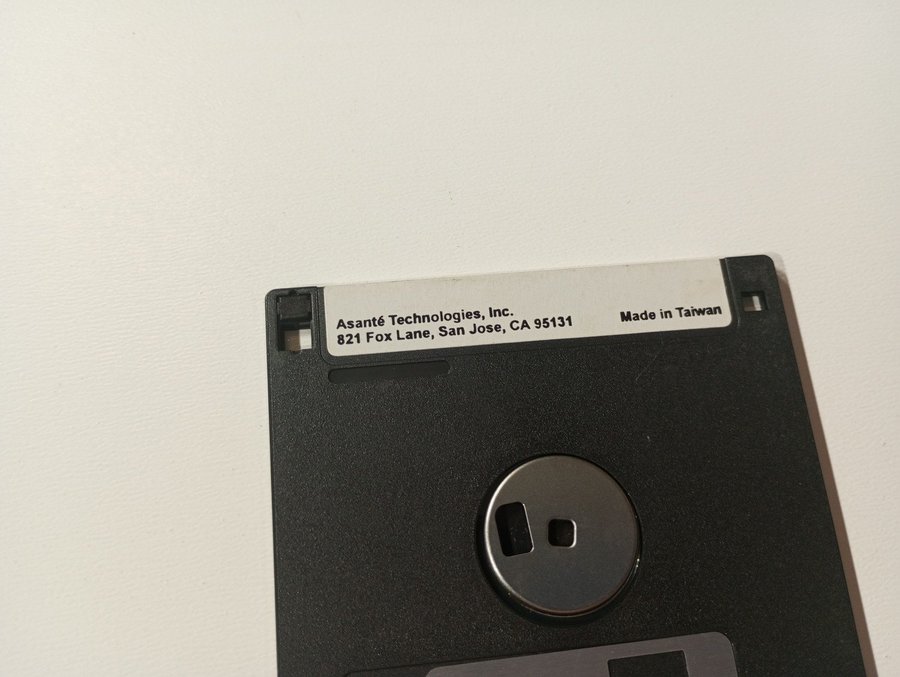 Asanté Technologies, Inc.
821 Fox Lane, San Jose, CA 95131
Made in Taiwan